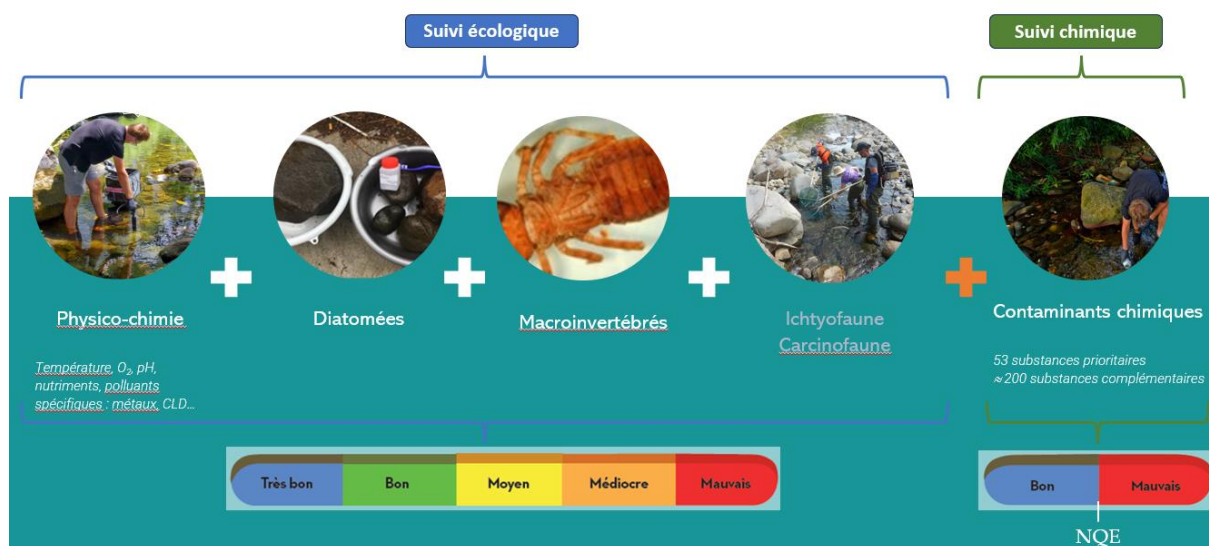 Suivi écologique
Suivi chimique
Physico-chimie
Diatomées
Macroinvertébrés
Ichtyofaune
Carcinofaune
Contaminants chimiques
Température, O₂, pH,
nutriments, polluants
spécifiques : métaux, CLD…
53 substances prioritaires
≈200 substances complémentaires
Très bon
Bon
Moyen
Médiocre
Mauvais
Bon
Mauvais
NQE